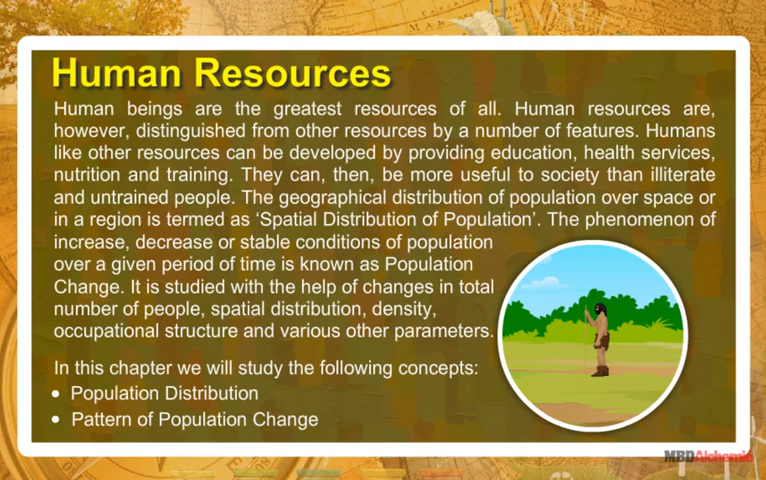 Human Resources
Human beings are the greatest resources of all. Human resources are,
however, distinguished from other resources by a number of features. Humans
like other resources can be developed by providing education, health services,
nutrition and training. They can, then, be more useful to society than illiterate
and untrained people. The geographical distribution of population over space or
in a region is termed as ‘Spatial Distribution of Population’. The phenomenon of
increase, decrease or stable conditions of population
over a given period of time is known as Population
Change. It is studied with the help of changes in total
number of people, spatial distribution, density,
occupational structure and various other parameters.
In this chapter we will study the following concepts:
• Population Distribution
• Pattern of Population Change
MBDAlchemie